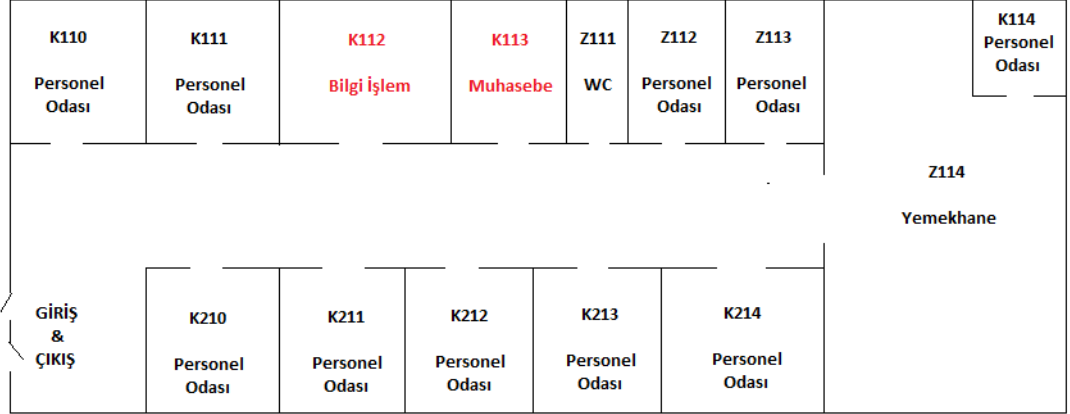 K110
Personel
Odası
K111
Personel
Odası
K112
Bilgi İşlem
K113
Muhasebe
Z111
WC
Z112
Personel
Odası
Z113
Personel
Odası
K114
Personel
Odası
Z114
Yemekhane
GİRİŞ
&
ÇIKIŞ
K210
Personel
Odası
K211
Personel
Odası
K212
Personel
Odası
K213
Personel
Odası
K214
Personel
Odası